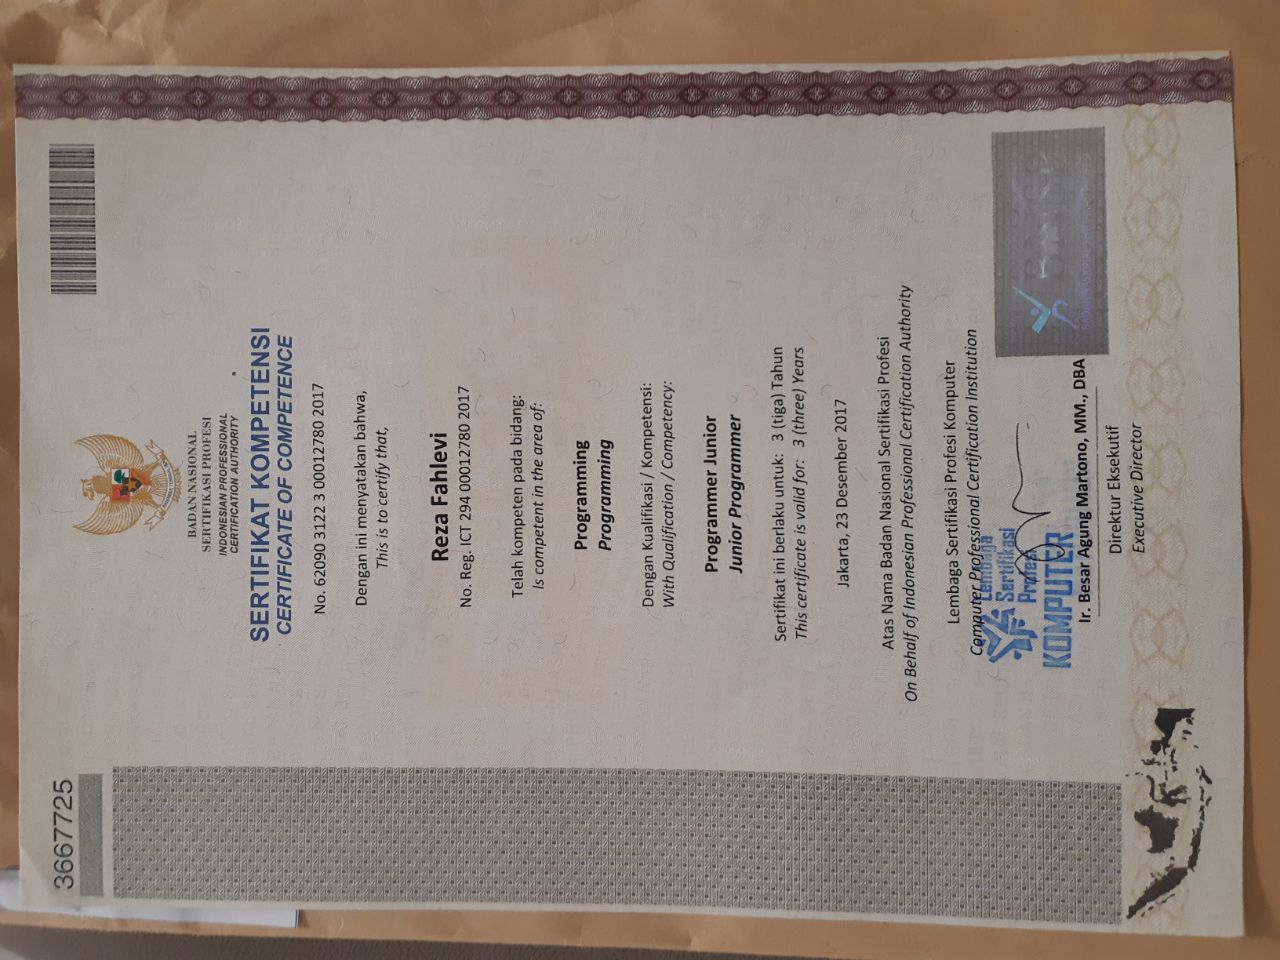 3667725
BADAN NASIONAL
SERTIFIKASI PROFESI
INDONESIAN PROFESSIONAL
CERTIFICATION AUTHORITY
SERTIFIKAT KOMPETENSI
CERTIFICATE OF COMPETENCE
No. 62090 3122 3 00012780 2017
Dengan ini menyatakan bahwa,
This is to certify that,
Reza Fahlevi
No. Reg. ICT 294 00012780 2017
Telah kompeten pada bidang:
Is competent in the area of:
Programming
Programming
Dengan Kualifikasi / Kompetensi:
With Qualification / Competency:
Programmer Junior
Junior Programmer
Sertifikat ini berlaku untuk: 3 (tiga) Tahun
This certificate is valid for: 3 (three) Years
Jakarta, 23 Desember 2017
Atas Nama Badan Nasional Sertifikasi Profesi
On Behalf of Indonesian Professional Certification Authority
Lembaga Sertifikasi Profesi Komputer
Computer Professional Certification Institution
Lembaga
Sertifikasi
Profesi
KOMPUTER
BNSP
Ir. Besar Agung Martono, MM., DBA
Direktur Eksekutif
Executive Director